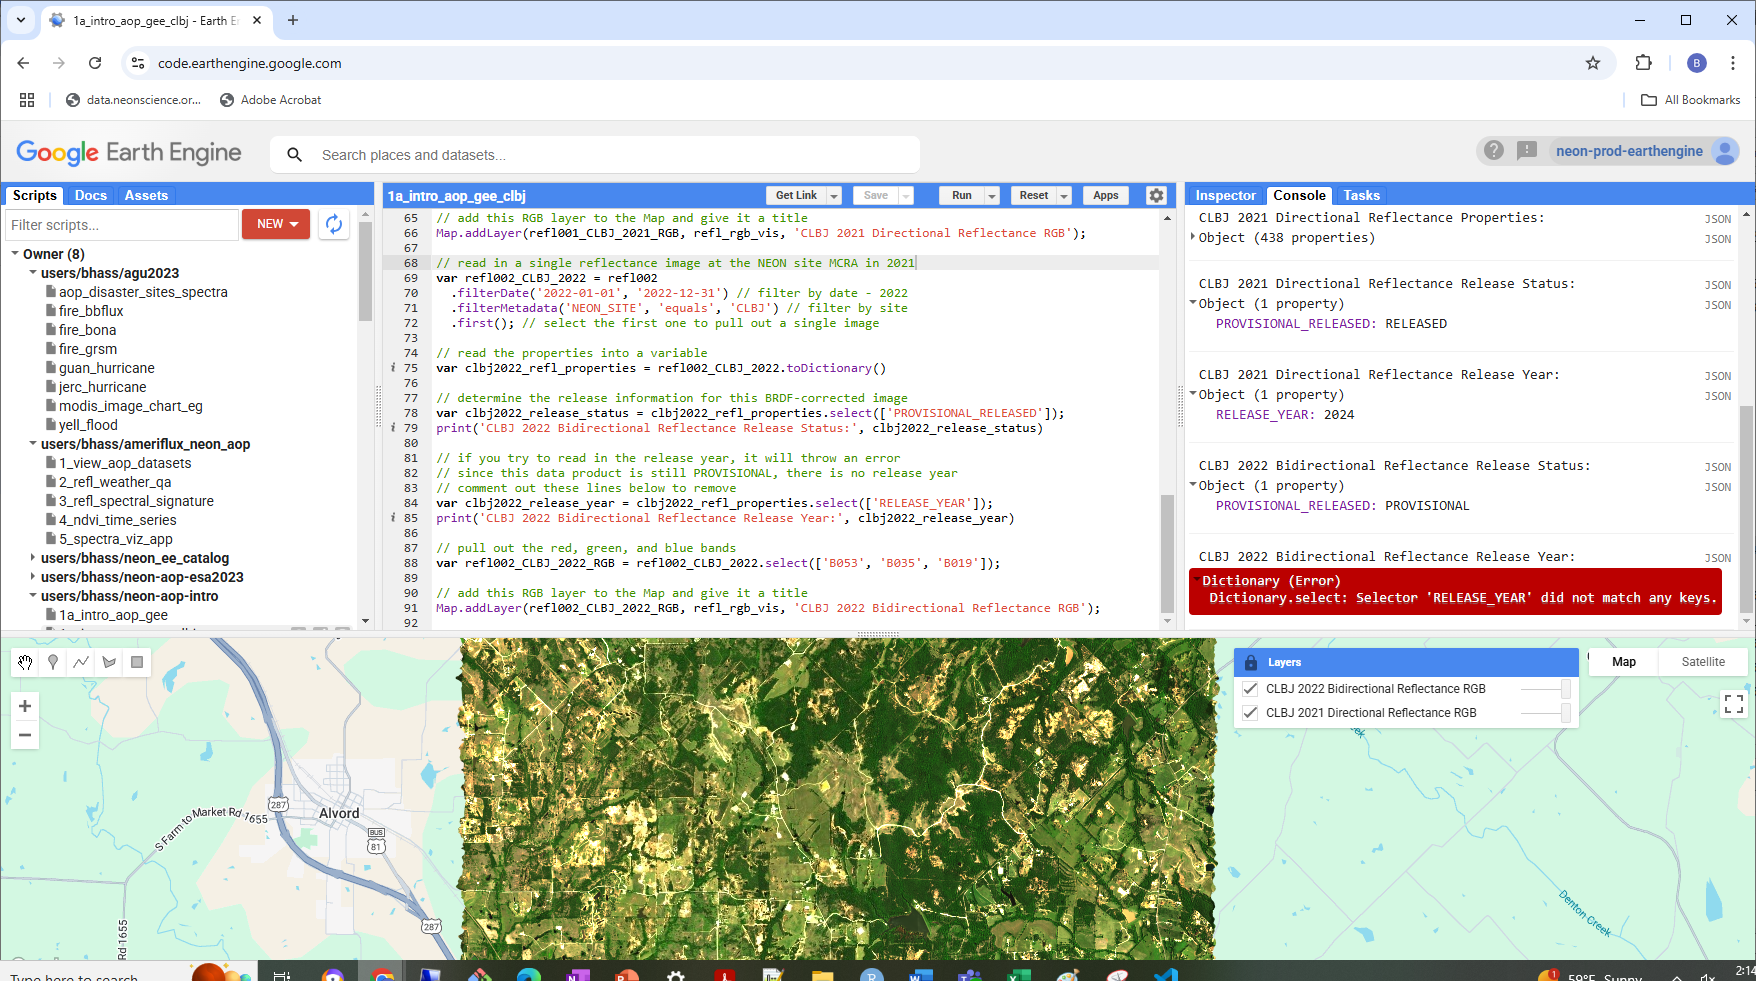 1a_intro_aop_gee_clbj - Earth E
code.earthengine.google.com
data.neonscience.or...
Adobe Acrobat
All Bookmarks
B
Google Earth Engine
Search places and datasets...
neon-prod-earthengine
Scripts Docs Assets
Filter scripts...
NEW
Owner (8)
users/bhass/agu2023
aop_disaster_sites_spectra
fire_bbflux
fire_bona
fire_grsm
guan_hurricane
jerc_hurricane
modis_image_chart_eg
yell_flood
users/bhass/ameriflux_neon_aop
1_view_aop_datasets
2_refl_weather_qa
3_refl_spectral_signature
4_ndvi_time_series
5_spectra_viz_app
users/bhass/neon_ee_catalog
users/bhass/neon-aop-esa2023
users/bhass/neon-aop-intro
1a_intro_aop_gee
1a_intro_aop_gee_clbj
Get Link Save Run Reset Apps
65 // add this RGB layer to the Map and give it a title
66 Map.addLayer(refl001_CLBJ_2021_RGB, refl_rgb_vis, 'CLBJ 2021 Directional Reflectance RGB');
67
68 // read in a single reflectance image at the NEON site MCRA in 2021
69 var refl002_CLBJ_2022 = refl002
70 .filterDate('2022-01-01', '2022-12-31') // filter by date - 2022
71 .filterMetadata('NEON_SITE', 'equals', 'CLBJ') // filter by site
72 .first(); // select the first one to pull out a single image
73
74 // read the properties into a variable
i 75 var clbj2022_refl_properties = refl002_CLBJ_2022.toDictionary()
76
77 // determine the release information for this BRDF-corrected image
78 var clbj2022_release_status = clbj2022_refl_properties.select(['PROVISIONAL_RELEASED']);
i 79 print('CLBJ 2022 Bidirectional Reflectance Release Status:', clbj2022_release_status)
80
81 // if you try to read in the release year, it will throw an error
82 // since this data product is still PROVISIONAL, there is no release year
83 // comment out these lines below to remove
84 var clbj2022_release_year = clbj2022_refl_properties.select(['RELEASE_YEAR']);
i 85 print('CLBJ 2022 Bidirectional Reflectance Release Year:', clbj2022_release_year)
86
87 // pull out the red, green, and blue bands
88 var refl002_CLBJ_2022_RGB = refl002_CLBJ_2022.select(['B053', 'B035', 'B019']);
89
90 // add this RGB layer to the Map and give it a title
91 Map.addLayer(refl002_CLBJ_2022_RGB, refl_rgb_vis, 'CLBJ 2022 Bidirectional Reflectance RGB');
92
Inspector Console Tasks
CLBJ 2021 Directional Reflectance Properties: JSON
Object (438 properties) JSON
CLBJ 2021 Directional Reflectance Release Status: JSON
Object (1 property) JSON
PROVISIONAL_RELEASED: RELEASED
CLBJ 2021 Directional Reflectance Release Year: JSON
Object (1 property) JSON
RELEASE_YEAR: 2024
CLBJ 2022 Bidirectional Reflectance Release Status: JSON
Object (1 property) JSON
PROVISIONAL_RELEASED: PROVISIONAL
CLBJ 2022 Bidirectional Reflectance Release Year: JSON
Dictionary (Error)
Dictionary.select: Selector 'RELEASE_YEAR' did not match any keys.
Layers
CLBJ 2022 Bidirectional Reflectance RGB
CLBJ 2021 Directional Reflectance RGB
Map Satellite
287
Alvord
S Farm to Market Rd 1655
BUS
81
287
Rd 1655
Creek
Denton Creek
Type here to search
1
59°F Sunny
2:14